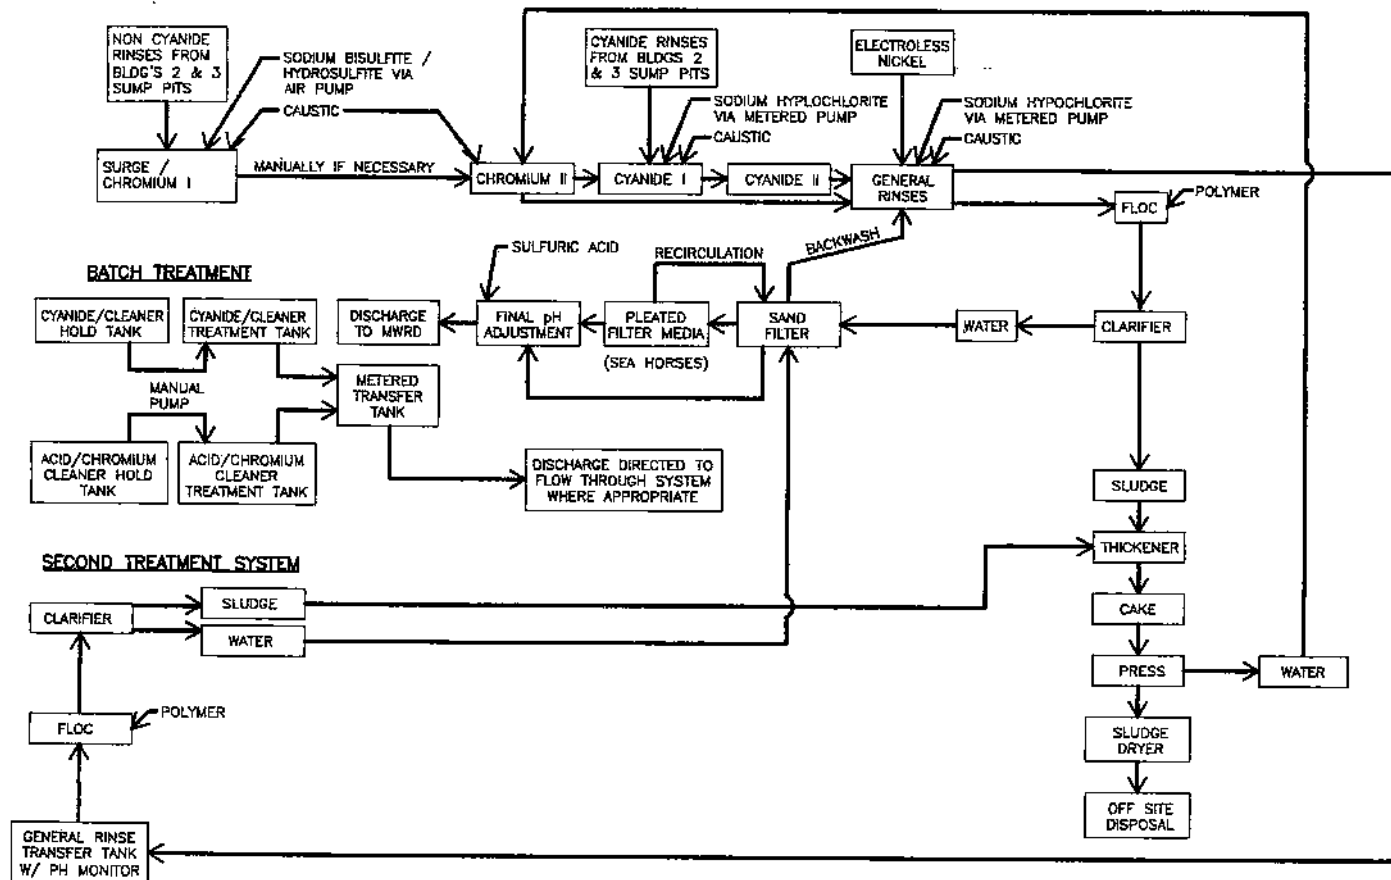 NON CYANIDE
RINSES FROM
BLDG'S 2 & 3
SUMP PITS
SODIUM BISULFITE /
HYDROSULFITE VIA
AIR PUMP
CAUSTIC
CYANIDE RINSES
FROM BLDGS 2
& 3 SUMP PITS
SODIUM HYPLOCHLORITE
VIA METERED PUMP
CAUSTIC
ELECTROLESS
NICKEL
SODIUM HYPOCHLORITE
VIA METERED PUMP
CAUSTIC
SURGE /
CHROMIUM I
MANUALLY IF NECESSARY
CHROMIUM II
CYANIDE I
CYANIDE II
GENERAL
RINSES
FLOC
POLYMER
BACKWASH
SULFURIC ACID
RECIRCULATION
BATCH TREATMENT
CYANIDE/CLEANER
HOLD TANK
CYANIDE/CLEANER
TREATMENT TANK
DISCHARGE
TO MWRD
FINAL pH
ADJUSTMENT
PLEATED
FILTER MEDIA
(SEA HORSES)
SAND
FILTER
WATER
CLARIFIER
MANUAL
PUMP
METERED
TRANSFER
TANK
ACID/CHROMIUM
CLEANER HOLD
TANK
ACID/CHROMIUM
CLEANER
TREATMENT TANK
DISCHARGE DIRECTED TO
FLOW THROUGH SYSTEM
WHERE APPROPRIATE
SLUDGE
THICKENER
CAKE
PRESS
WATER
SLUDGE
DRYER
OFF SITE
DISPOSAL
SECOND TREATMENT SYSTEM
CLARIFIER
SLUDGE
WATER
FLOC
POLYMER
GENERAL RINSE
TRANSFER TANK
W/ PH MONITOR